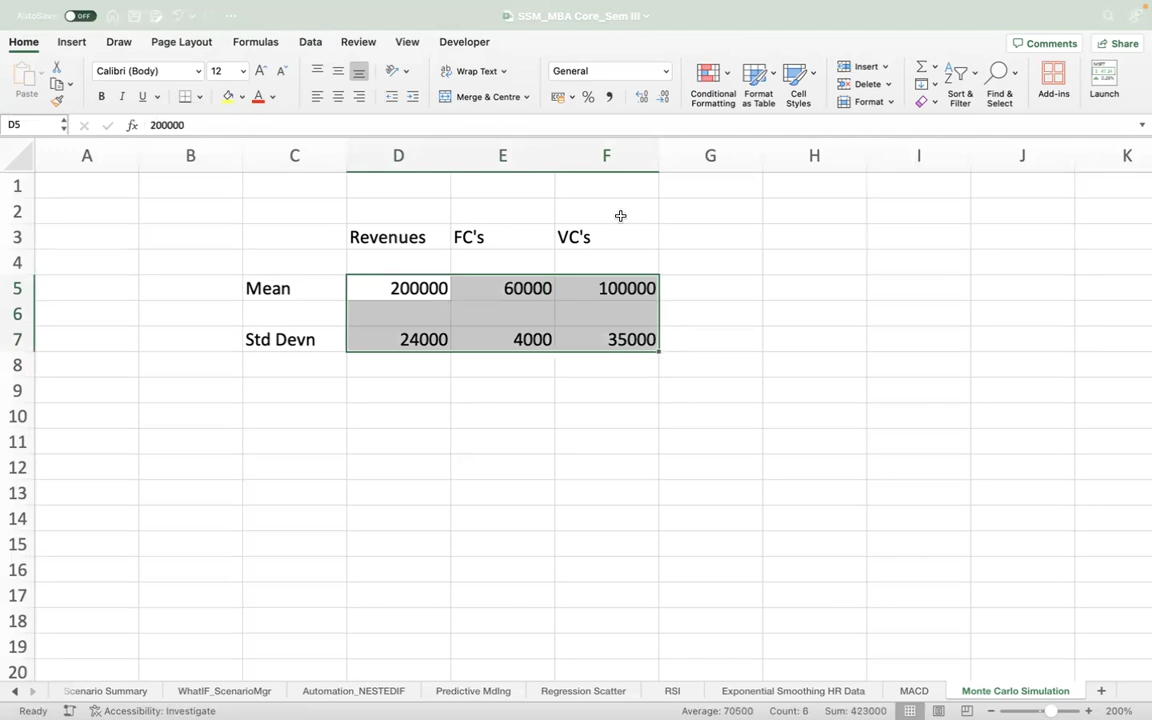 AutoSave OFF SSM_MBA Core_Sem III
Home Insert Draw Page Layout Formulas Data Review View Developer Comments Share
Paste Calibri (Body) 12 A A Wrap Text General Insert Delete Format
B I U A Merge & Centre % Conditional Formatting Format as Table Cell Styles Sort & Filter Find & Select Add-ins Launch
D5 fx 200000
A B C D E F G H I J K
1
2
3 Revenues FC's VC's
4
5 Mean 200000 60000 100000
6
7 Std Devn 24000 4000 35000
8
9
10
11
12
13
14
15
16
17
18
19
20
Scenario Summary WhatIF_ScenarioMgr Automation_NESTEDIF Predictive Mdlng Regression Scatter RSI Exponential Smoothing HR Data MACD Monte Carlo Simulation
Ready Accessibility: Investigate Average: 70500 Count: 6 Sum: 423000 200%